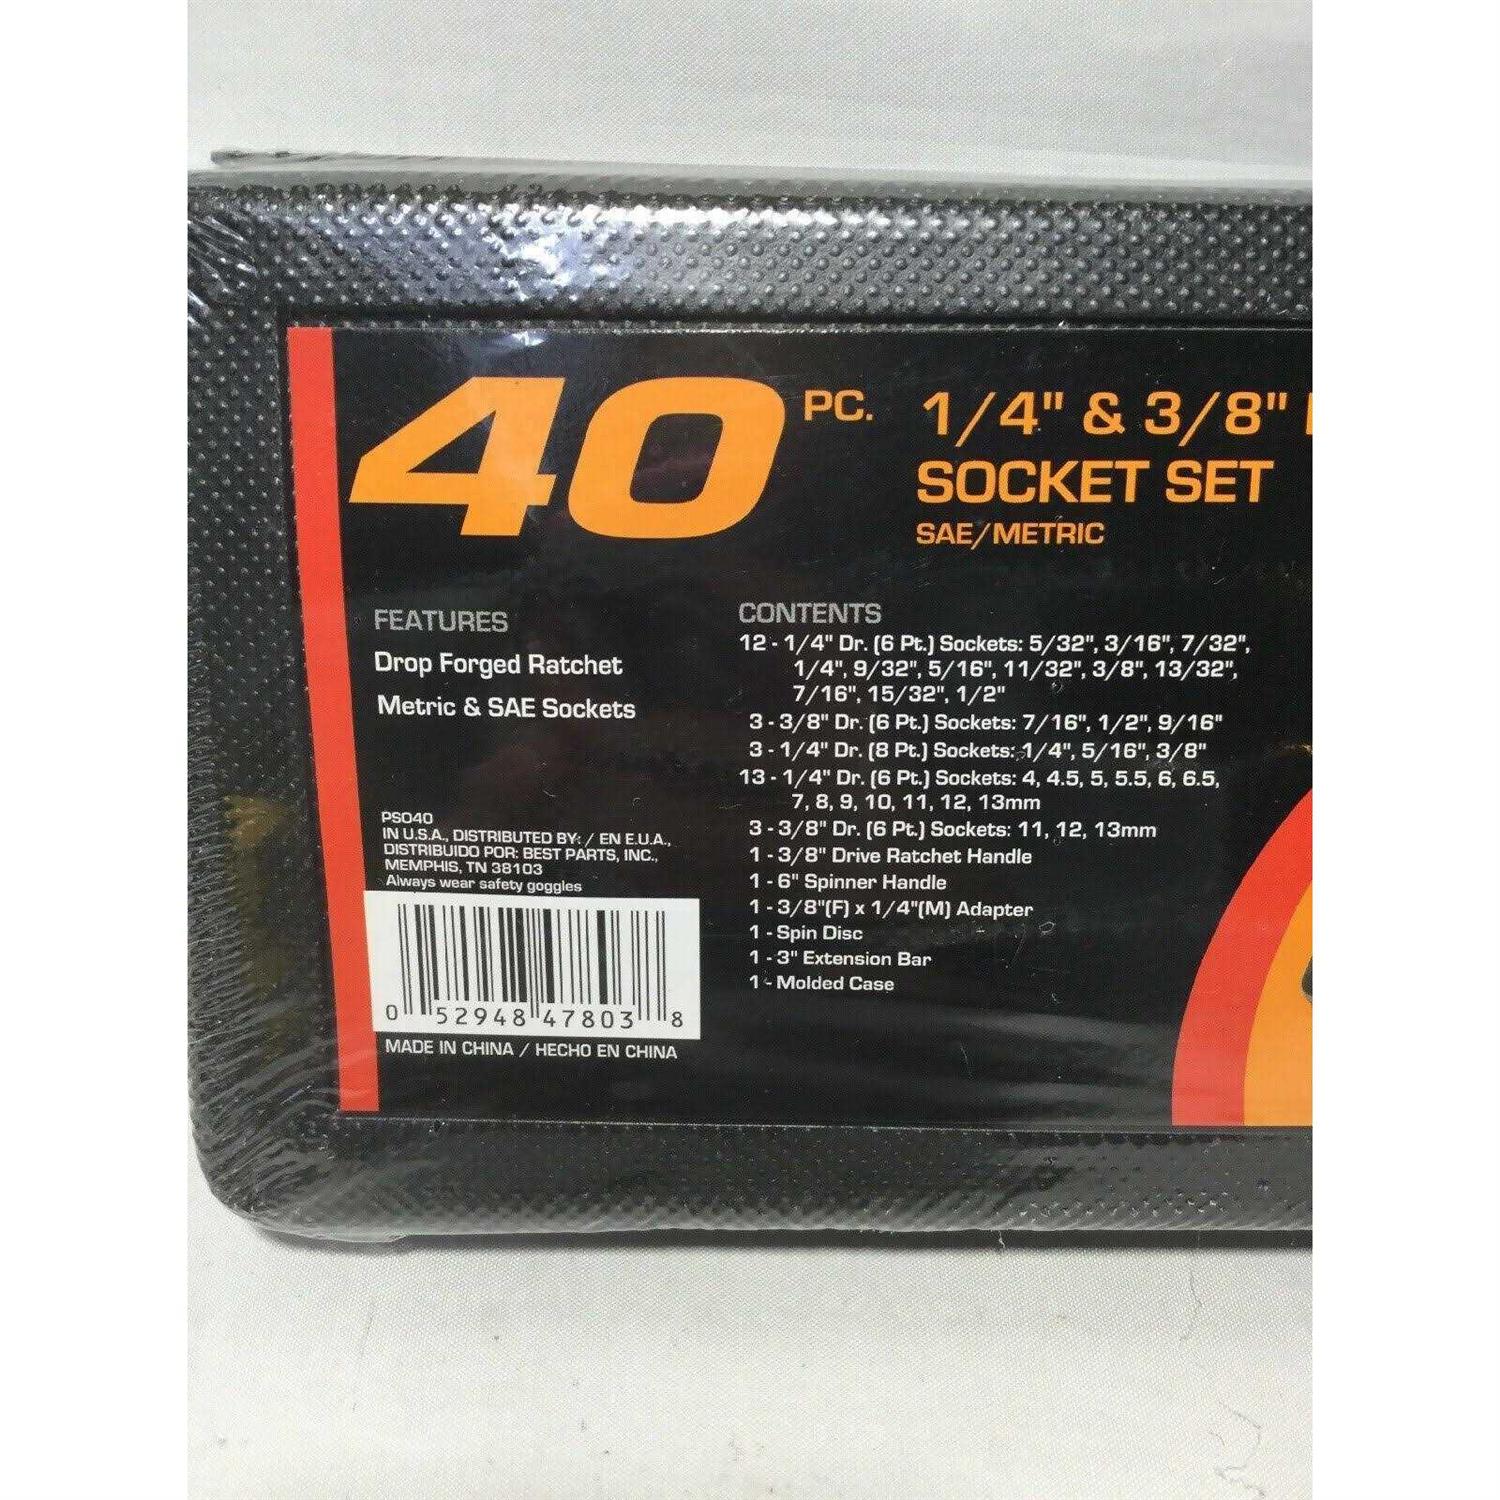 40 PC. 1/4" & 3/8"
SOCKET SET
SAE/METRIC
FEATURES
Drop Forged Ratchet
Metric & SAE Sockets
CONTENTS
12 - 1/4" Dr. (6 Pt.) Sockets: 5/32", 3/16", 7/32",
1/4", 9/32", 5/16", 11/32", 3/8", 13/32",
7/16", 15/32", 1/2"
3 - 3/8" Dr. (6 Pt.) Sockets: 7/16", 1/2", 9/16"
3 - 1/4" Dr. (8 Pt.) Sockets: 1/4", 5/16", 3/8"
13 - 1/4" Dr. (6 Pt.) Sockets: 4, 4.5, 5, 5.5, 6, 6.5,
7, 8, 9, 10, 11, 12, 13mm
3 - 3/8" Dr. (6 Pt.) Sockets: 11, 12, 13mm
1 - 3/8" Drive Ratchet Handle
1 - 6" Spinner Handle
1 - 3/8"(F) x 1/4"(M) Adapter
1 - Spin Disc
1 - 3" Extension Bar
1 - Molded Case
PS040
IN U.S.A., DISTRIBUTED BY: / EN E.U.A.,
DISTRIBUIDO POR: BEST PARTS, INC.,
MEMPHIS, TN 38103
Always wear safety goggles
0 52948 47803 8
MADE IN CHINA / HECHO EN CHINA